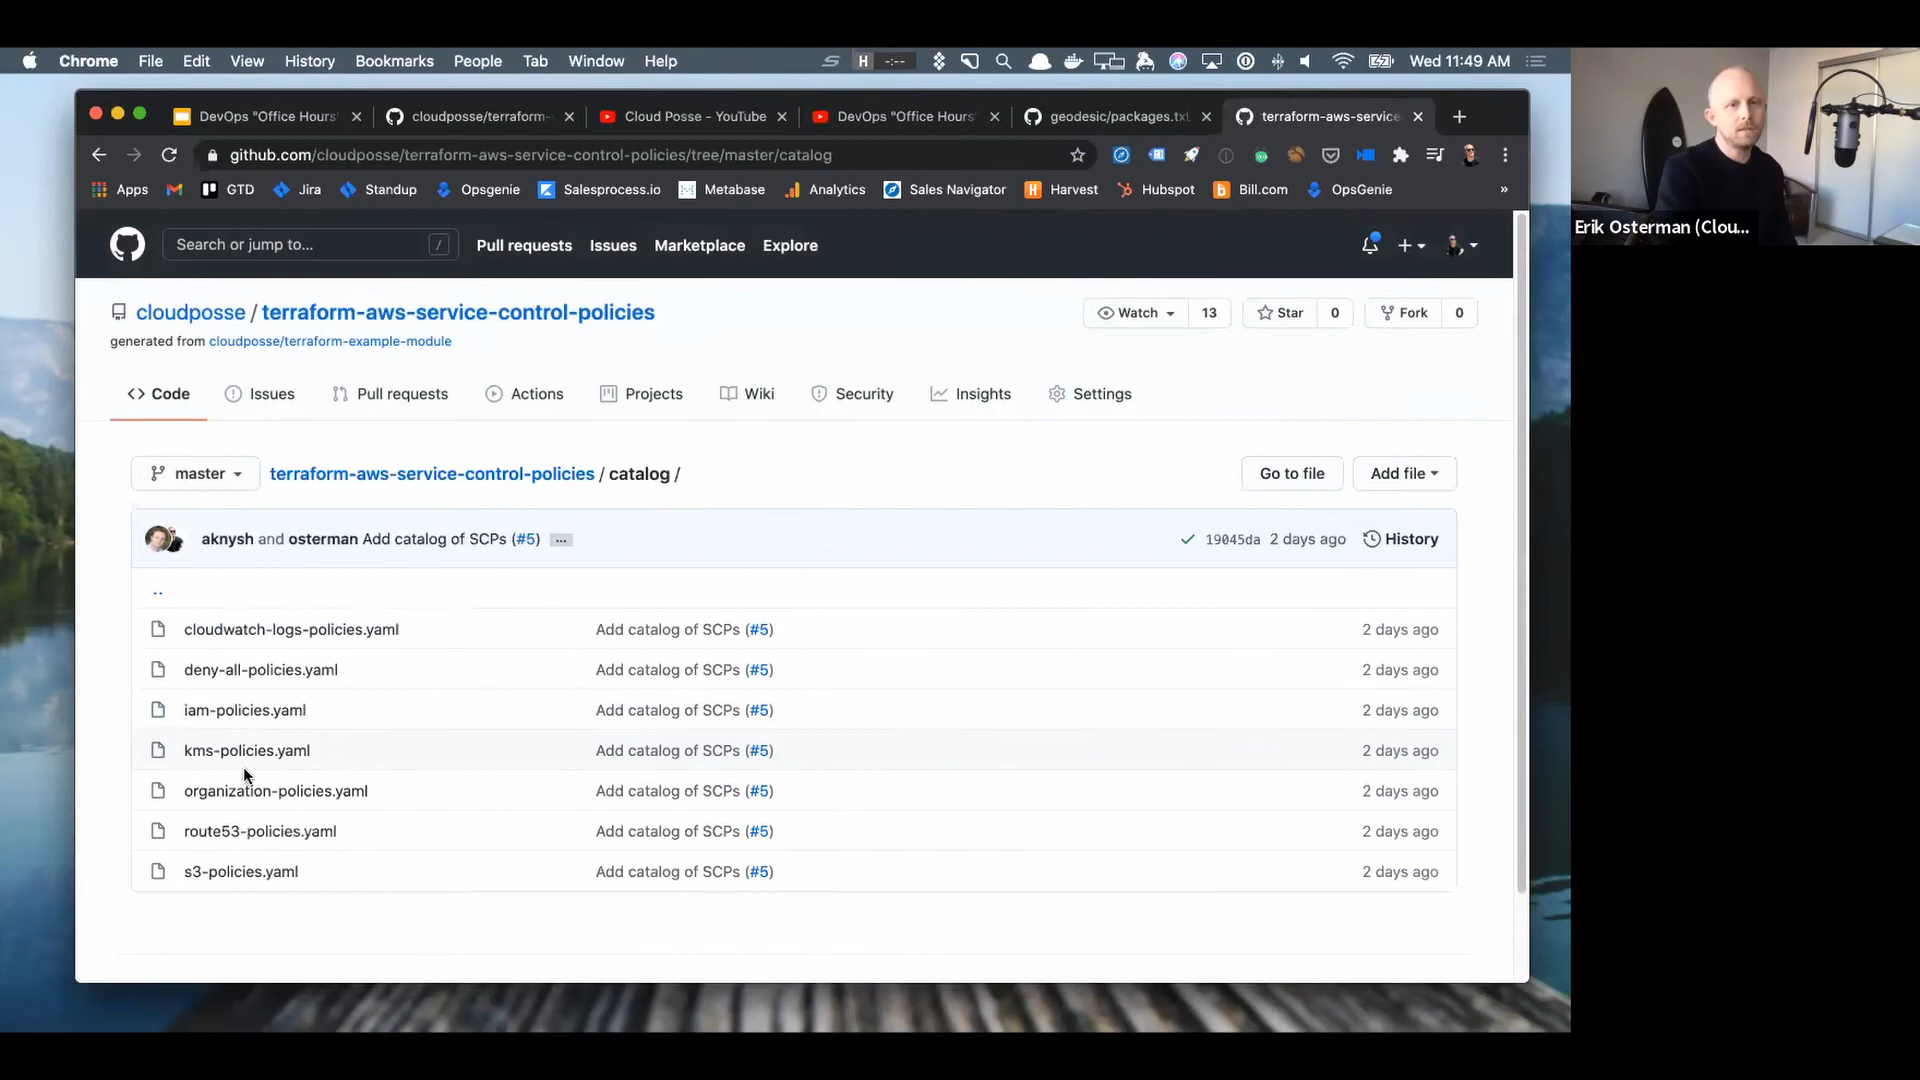 Chrome File Edit View History Bookmarks People Tab Window Help
H -:-- Wed 11:49 AM
DevOps "Office Hours'
cloudposse/terraform-
Cloud Posse - YouTube
DevOps "Office Hours'
geodesic/packages.txt
terraform-aws-service
github.com/cloudposse/terraform-aws-service-control-policies/tree/master/catalog
Apps GTD Jira Standup Opsgenie Salesprocess.io Metabase Analytics Sales Navigator Harvest Hubspot Bill.com OpsGenie »
Search or jump to... /
Pull requests Issues Marketplace Explore
cloudposse / terraform-aws-service-control-policies
Watch 13 Star 0 Fork 0
generated from cloudposse/terraform-example-module
Code Issues Pull requests Actions Projects Wiki Security Insights Settings
master terraform-aws-service-control-policies / catalog / Go to file Add file
aknysh and osterman Add catalog of SCPs (#5) ... 19045da 2 days ago History
..
cloudwatch-logs-policies.yaml Add catalog of SCPs (#5) 2 days ago
deny-all-policies.yaml Add catalog of SCPs (#5) 2 days ago
iam-policies.yaml Add catalog of SCPs (#5) 2 days ago
kms-policies.yaml Add catalog of SCPs (#5) 2 days ago
organization-policies.yaml Add catalog of SCPs (#5) 2 days ago
route53-policies.yaml Add catalog of SCPs (#5) 2 days ago
s3-policies.yaml Add catalog of SCPs (#5) 2 days ago
Erik Osterman (Clou...